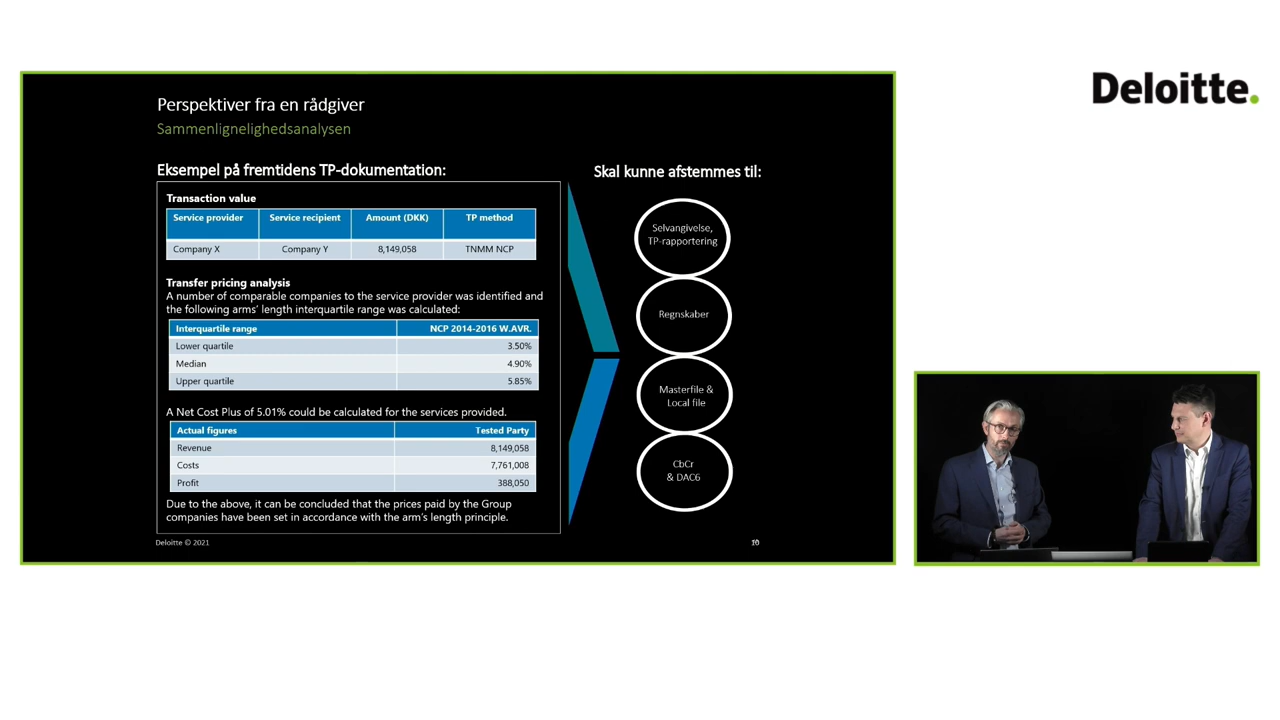 Deloitte.
Perspektiver fra en rådgiver
Sammenlignelighedsanalysen
Eksempel på fremtidens TP-dokumentation:
Transaction value
Service provider Service recipient Amount (DKK) TP method
Company X Company Y 8,149,058 TNMM NCP
Transfer pricing analysis
A number of comparable companies to the service provider was identified and
the following arms' length interquartile range was calculated:
Interquartile range NCP 2014-2016 W.AVR.
Lower quartile 3.50%
Median 4.90%
Upper quartile 5.85%
A Net Cost Plus of 5.01% could be calculated for the services provided.
Actual figures Tested Party
Revenue 8,149,058
Costs 7,761,008
Profit 388,050
Due to the above, it can be concluded that the prices paid by the Group
companies have been set in accordance with the arm's length principle.
Skal kunne afstemmes til:
Selvangivelse,
TP-rapportering
Regnskaber
Masterfile &
Local file
CbCr
& DAC6
Deloitte © 2021